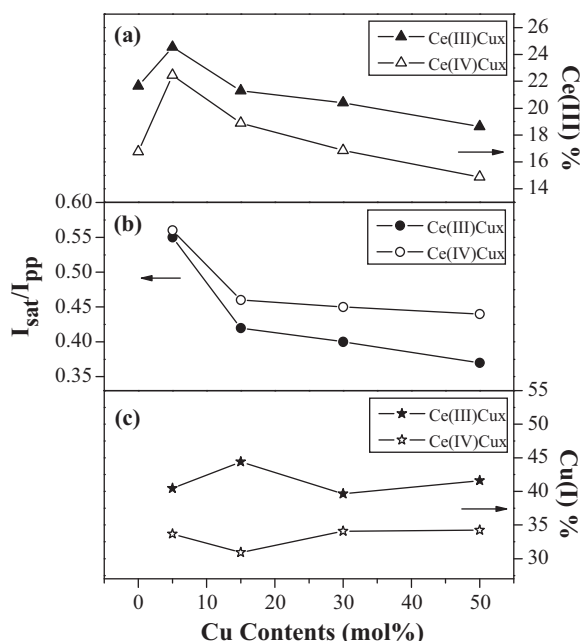 (a)
Ce(III)Cux
Ce(IV)Cux
26
24
22
20
18
16
14
Ce(III) %
(b)
Ce(III)Cux
Ce(IV)Cux
0.60
0.55
0.50
0.45
0.40
0.35
Isat/Ipp
(c)
Ce(III)Cux
Ce(IV)Cux
55
50
45
40
35
30
Cu(I) %
0 10 20 30 40 50
Cu Contents (mol%)